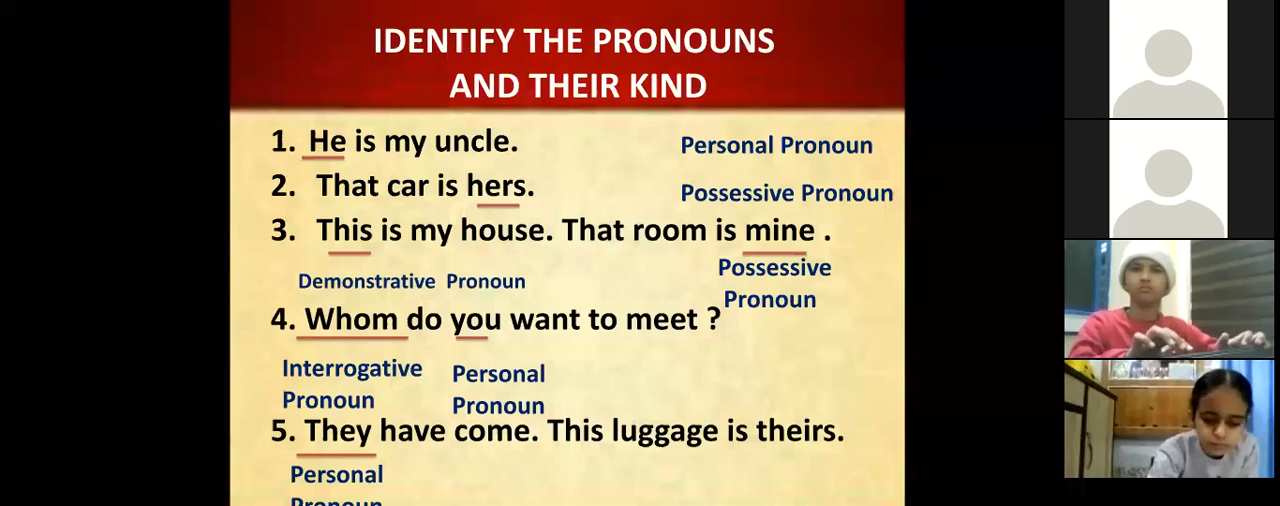 IDENTIFY THE PRONOUNS
AND THEIR KIND
1. He is my uncle.
Personal Pronoun
2. That car is hers.
Possessive Pronoun
3. This is my house. That room is mine .
Demonstrative Pronoun
Possessive
Pronoun
4. Whom do you want to meet ?
Interrogative
Pronoun
Personal
Pronoun
5. They have come. This luggage is theirs.
Personal
Pronoun